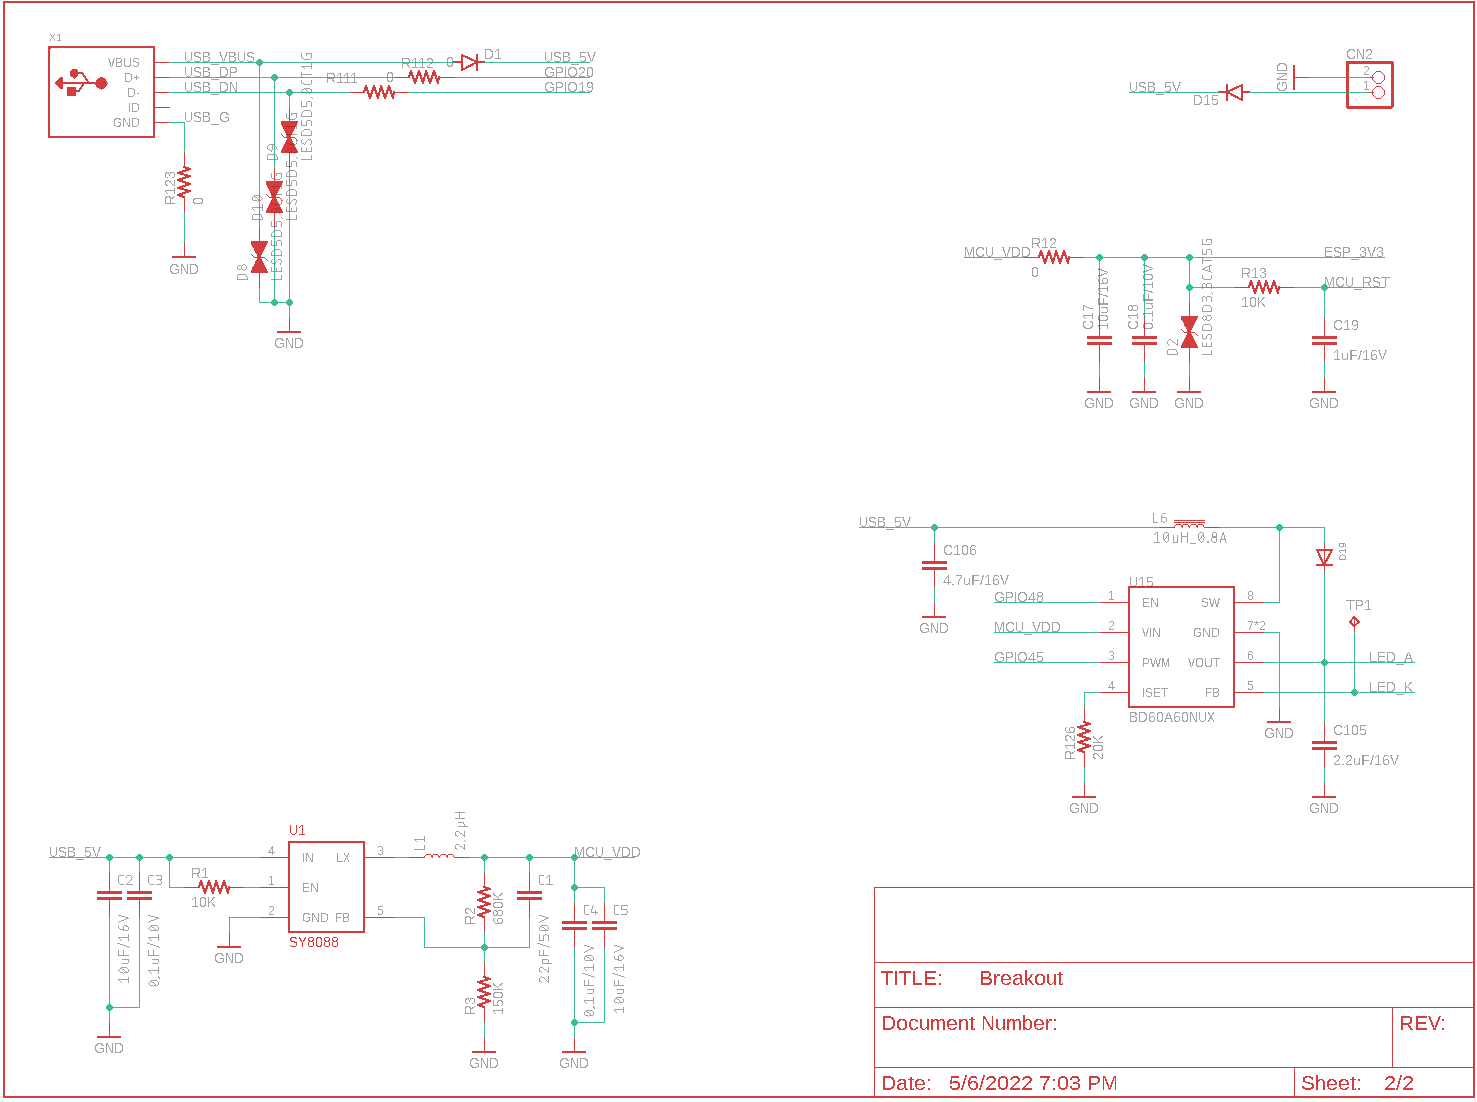 X1
VBUS
D+
D-
ID
GND
USB_VBUS
USB_DP
USB_DN
USB_G
R123
0
GND
R111
0
R112
0
D1
USB_5V
GPIO20
GPIO19
D9
LESD5D5.0CT1G
D10
LESD5D5.0CT1G
D8
LESD5D5.0CT1G
GND
USB_5V
D15
GND
CN2
2
1
MCU_VDD
R12
0
C17
10uF/16V
C18
0.1uF/10V
D2
LESD8D3.3CAT5G
R13
10K
ESP_3V3
MCU_RST
C19
1uF/16V
GND
GND
GND
GND
USB_5V
C106
4.7uF/16V
GND
L6
10uH_0.8A
D19
TP1
U15
GPIO48
1
EN
SW
8
MCU_VDD
2
VIN
GND
7*2
GPIO45
3
PWM
VOUT
6
LED_A
4
ISET
FB
5
LED_K
BD60A60NUX
R126
20K
GND
GND
C105
2.2uF/16V
GND
USB_5V
C2
10uF/16V
C3
0.1uF/10V
GND
R1
10K
U1
4
IN
LX
3
1
EN
2
GND
FB
5
SY8088
GND
L1
2.2µH
R2
680K
C1
22pF/50V
R3
150K
GND
MCU_VDD
C4
0.1uF/10V
C5
10uF/16V
GND
TITLE: Breakout
Document Number:
REV:
Date: 5/6/2022 7:03 PM
Sheet: 2/2